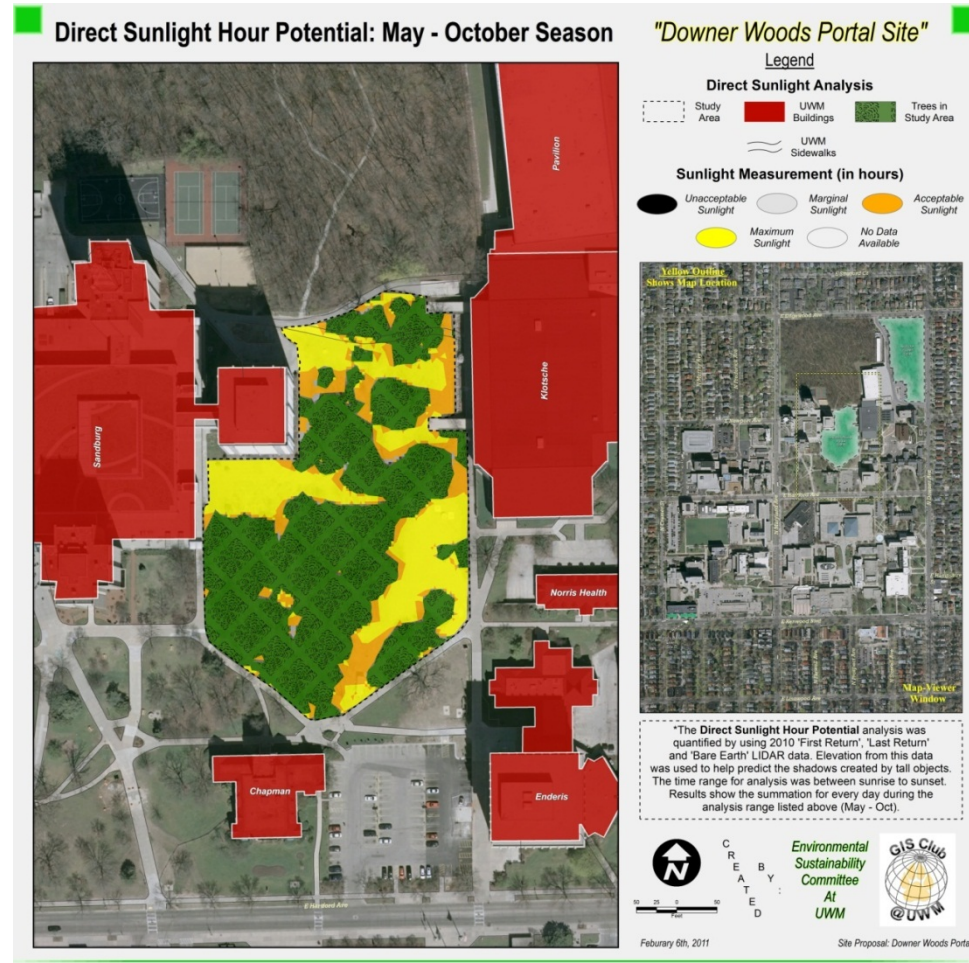 Direct Sunlight Hour Potential: May - October Season
"Downer Woods Portal Site"
Legend
Direct Sunlight Analysis
Study Area
UWM Buildings
Trees in Study Area
UWM Sidewalks
Sunlight Measurement (in hours)
Unacceptable Sunlight
Marginal Sunlight
Acceptable Sunlight
Maximum Sunlight
No Data Available
Pavilion
Klotsche
Sandburg
Norris Health
Chapman
Enderis
E Hartford Ave
Yellow Outline
Shows Map Location
Map-Viewer
Window
*The Direct Sunlight Hour Potential analysis was
quantified by using 2010 'First Return', 'Last Return'
and 'Bare Earth' LIDAR data. Elevation from this data
was used to help predict the shadows created by tall objects.
The time range for analysis was between sunrise to sunset.
Results show the summation for every day during the
analysis range listed above (May - Oct).
N
50 25 0 50
Feet
CREATED BY:
Environmental
Sustainability
Committee
At
UWM
GIS Club
@UWM
Feburary 6th, 2011
Site Proposal: Downer Woods Porta